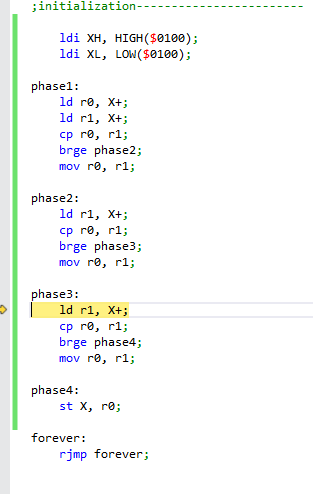 ;initialization------------------------
ldi XH, HIGH($0100);
ldi XL, LOW($0100);
phase1:
ld r0, X+;
ld r1, X+;
cp r0, r1;
brge phase2;
mov r0, r1;
phase2:
ld r1, X+;
cp r0, r1;
brge phase3;
mov r0, r1;
phase3:
ld r1, X+;
cp r0, r1;
brge phase4;
mov r0, r1;
phase4:
st X, r0;
forever:
rjmp forever;